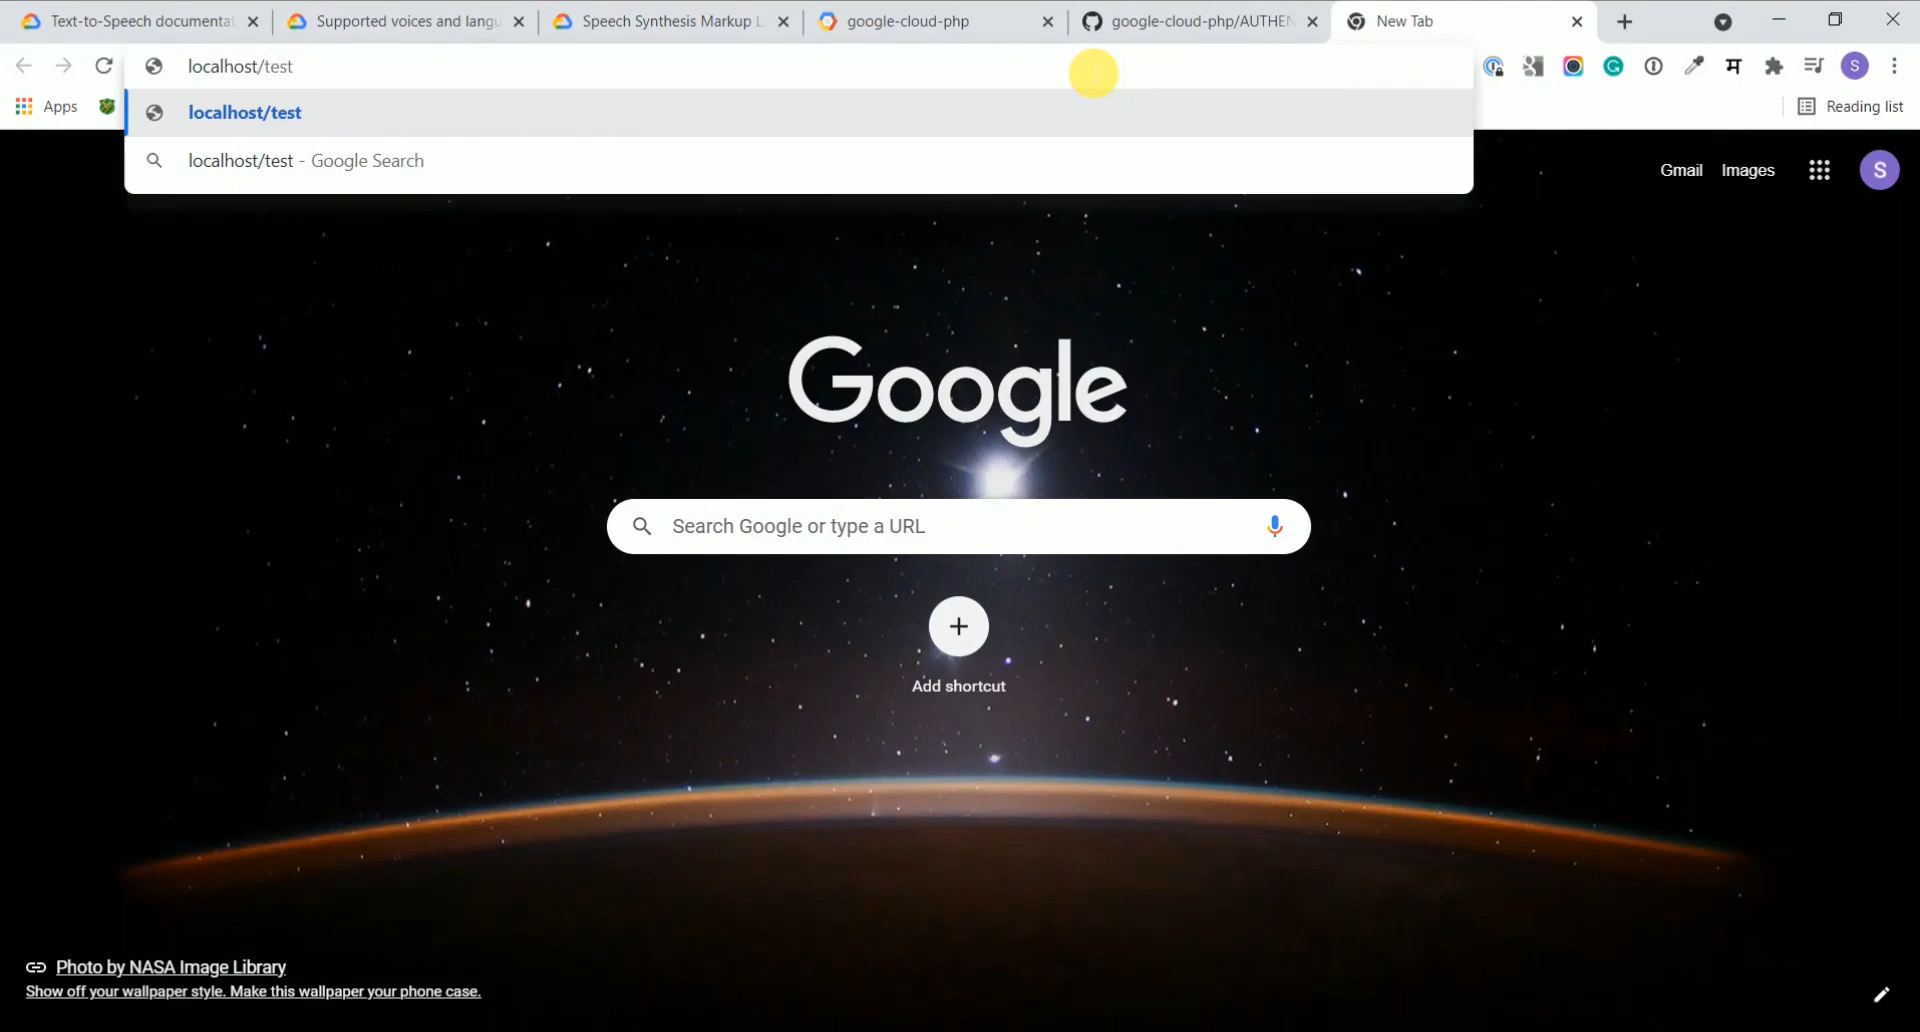 Text-to-Speech documentat
Supported voices and langu
Speech Synthesis Markup L
google-cloud-php
google-cloud-php/AUTHEN
New Tab
localhost/test
Apps
localhost/test
localhost/test - Google Search
Reading list
S
Gmail
Images
S
Google
Search Google or type a URL
Add shortcut
Photo by NASA Image Library
Show off your wallpaper style. Make this wallpaper your phone case.